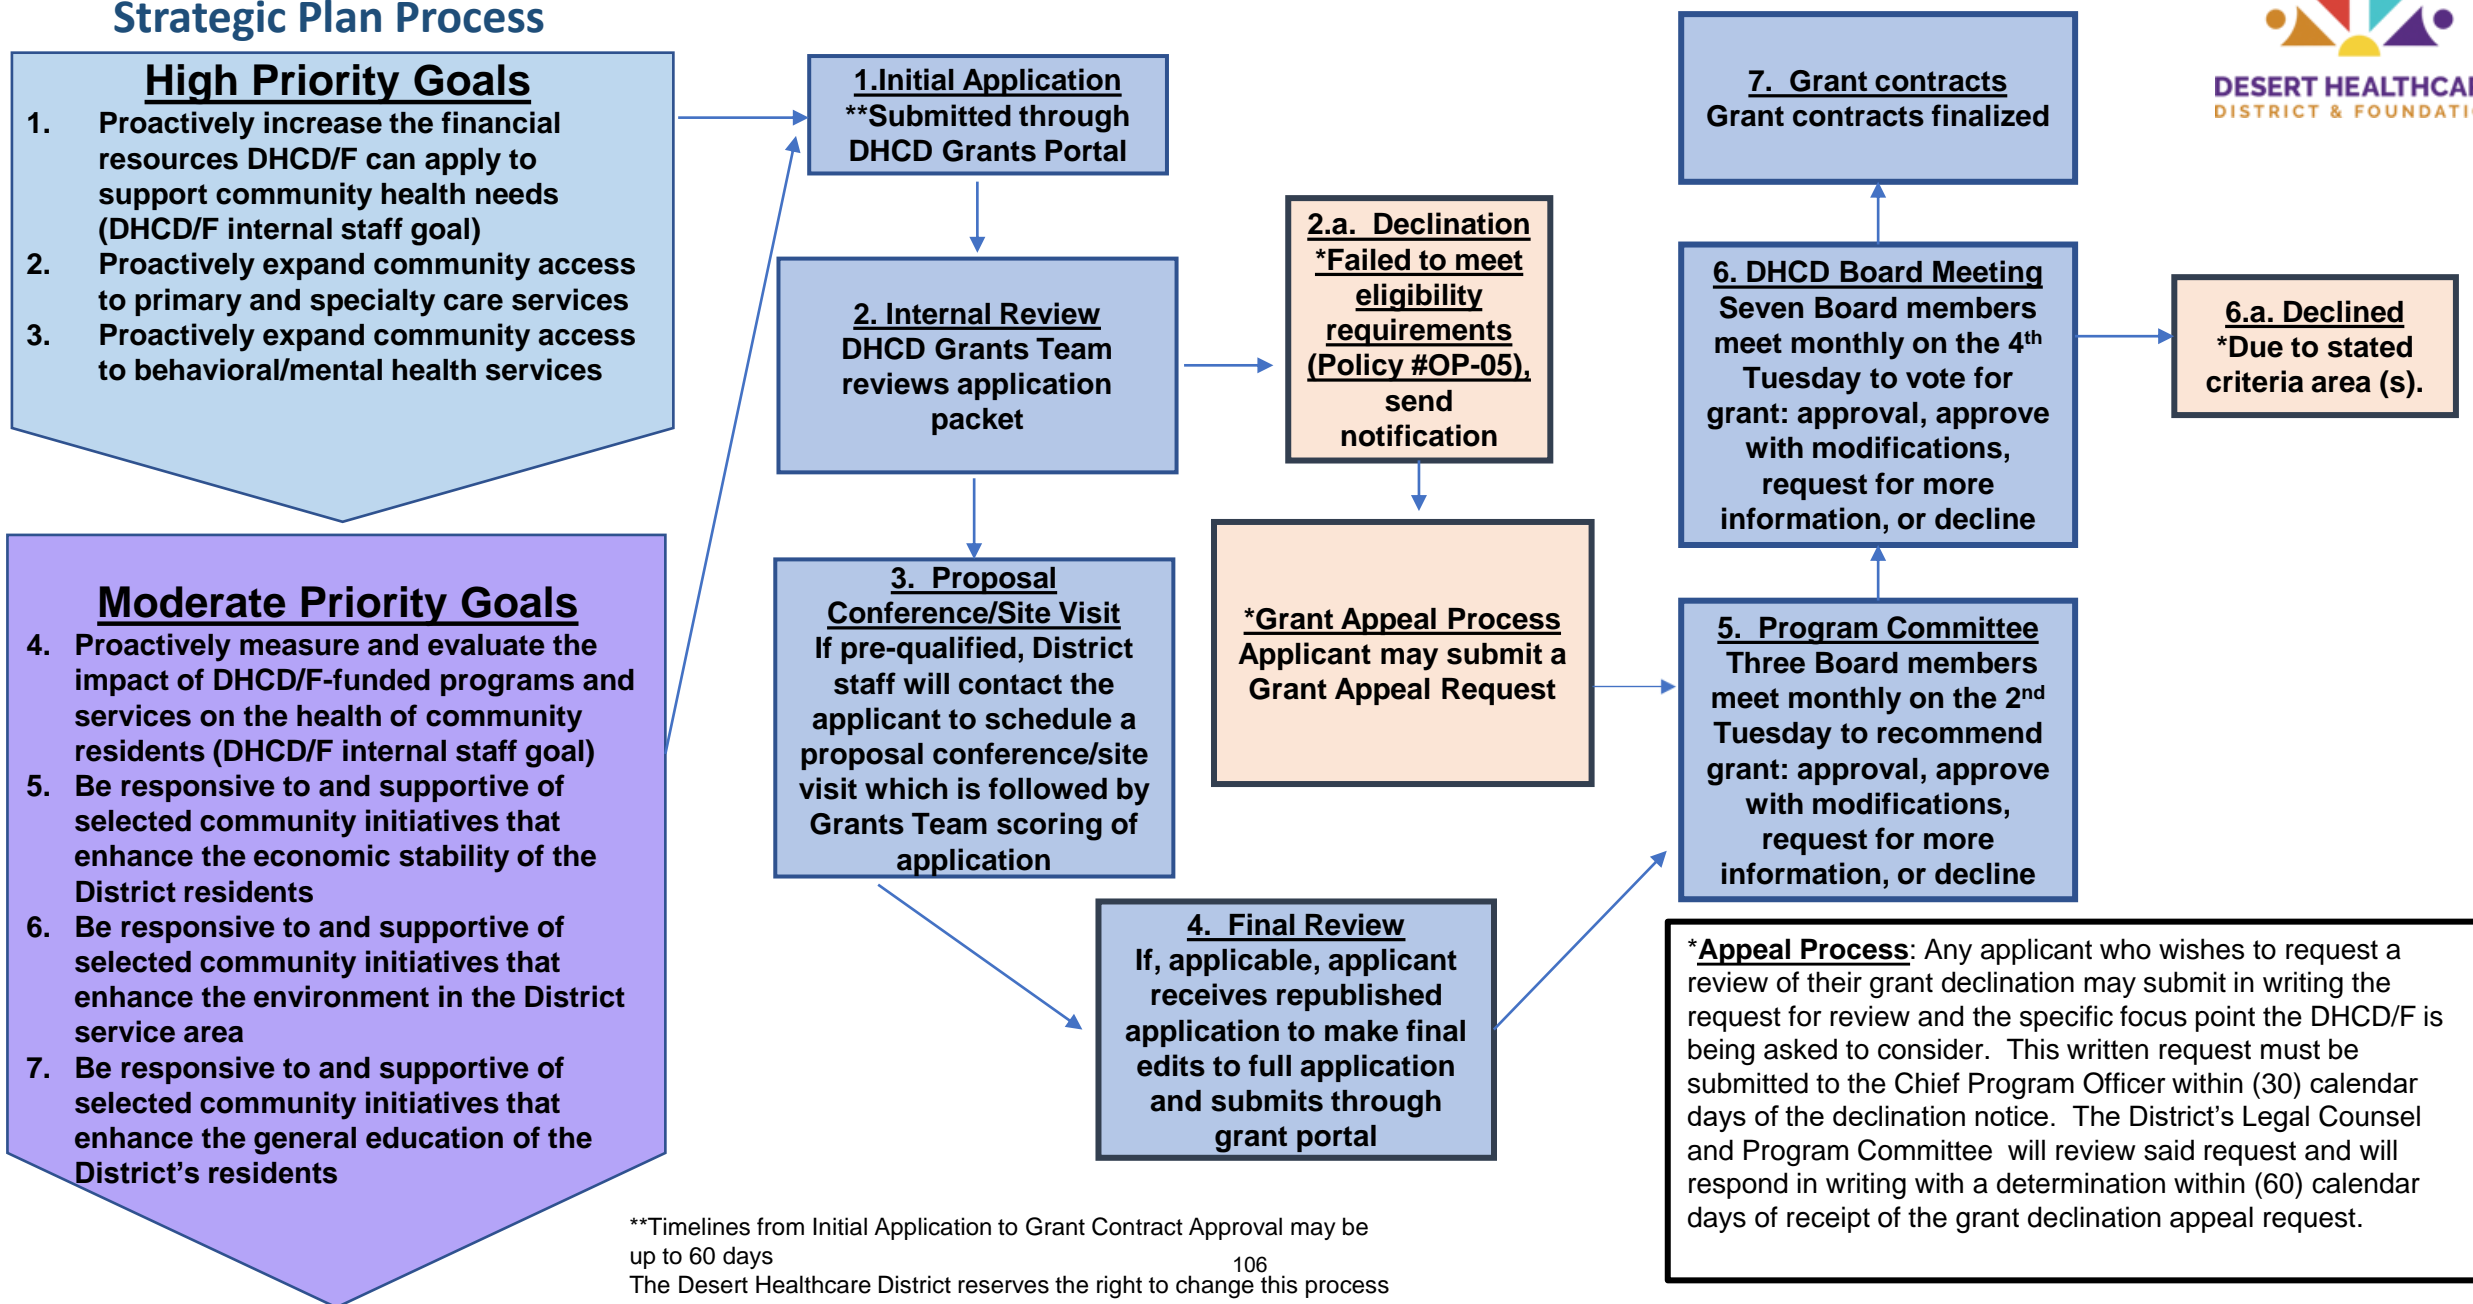 Strategic Plan Process
High Priority Goals
1. Proactively increase the financial
resources DHCD/F can apply to
support community health needs
(DHCD/F internal staff goal)
2. Proactively expand community access
to primary and specialty care services
3. Proactively expand community access
to behavioral/mental health services
Moderate Priority Goals
4. Proactively measure and evaluate the
impact of DHCD/F-funded programs and
services on the health of community
residents (DHCD/F internal staff goal)
5. Be responsive to and supportive of
selected community initiatives that
enhance the economic stability of the
District residents
6. Be responsive to and supportive of
selected community initiatives that
enhance the environment in the District
service area
7. Be responsive to and supportive of
selected community initiatives that
enhance the general education of the
District’s residents
1.Initial Application
**Submitted through
DHCD Grants Portal
2. Internal Review
DHCD Grants Team
reviews application
packet
2.a. Declination
*Failed to meet
eligibility
requirements
(Policy #OP-05),
send
notification
3. Proposal
Conference/Site Visit
If pre-qualified, District
staff will contact the
applicant to schedule a
proposal conference/site
visit which is followed by
Grants Team scoring of
application
*Grant Appeal Process
Applicant may submit a
Grant Appeal Request
4. Final Review
If, applicable, applicant
receives republished
application to make final
edits to full application
and submits through
grant portal
5. Program Committee
Three Board members
meet monthly on the 2nd
Tuesday to recommend
grant: approval, approve
with modifications,
request for more
information, or decline
6. DHCD Board Meeting
Seven Board members
meet monthly on the 4th
Tuesday to vote for
grant: approval, approve
with modifications,
request for more
information, or decline
6.a. Declined
*Due to stated
criteria area (s).
7. Grant contracts
Grant contracts finalized
DESERT HEALTHCA
DISTRICT & FOUNDATI
*Appeal Process: Any applicant who wishes to request a
review of their grant declination may submit in writing the
request for review and the specific focus point the DHCD/F is
being asked to consider. This written request must be
submitted to the Chief Program Officer within (30) calendar
days of the declination notice. The District’s Legal Counsel
and Program Committee will review said request and will
respond in writing with a determination within (60) calendar
days of receipt of the grant declination appeal request.
**Timelines from Initial Application to Grant Contract Approval may be
up to 60 days
106
The Desert Healthcare District reserves the right to change this process